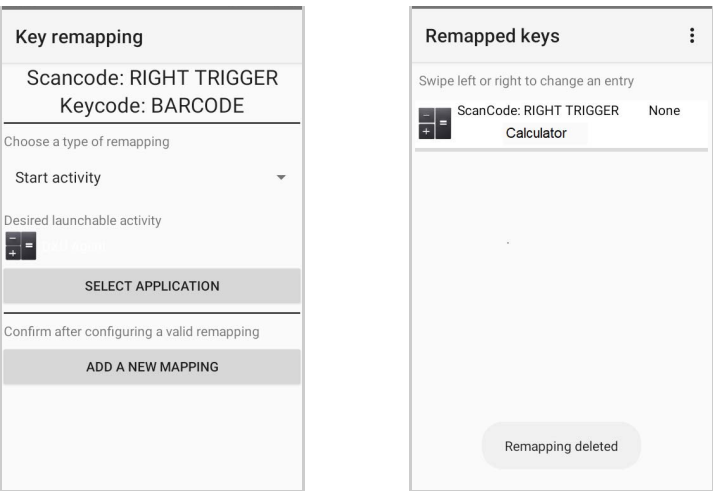 Key remapping
Scancode: RIGHT TRIGGER
Keycode: BARCODE
Choose a type of remapping
Start activity
Desired launchable activity
SELECT APPLICATION
Confirm after configuring a valid remapping
ADD A NEW MAPPING
Remapped keys
Swipe left or right to change an entry
ScanCode: RIGHT TRIGGER None
Calculator
Remapping deleted